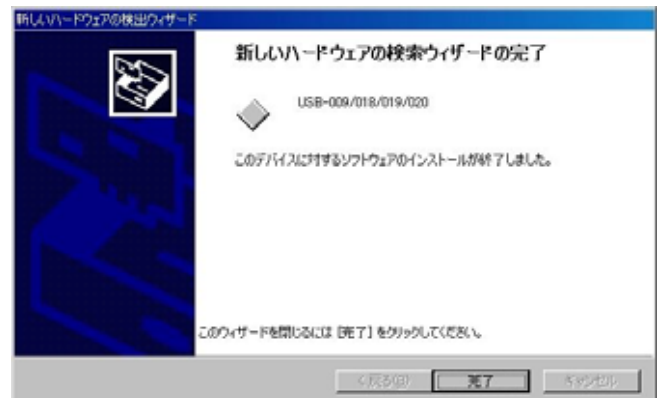 新しいハードウェアの検出ウィザード
新しいハードウェアの検索ウィザードの完了
USB-009/018/019/020
このデバイスに対するソフトウェアのインストールが終了しました。
このウィザードを閉じるには [完了] をクリックしてください。
< 戻る(B)
完了
キャンセル